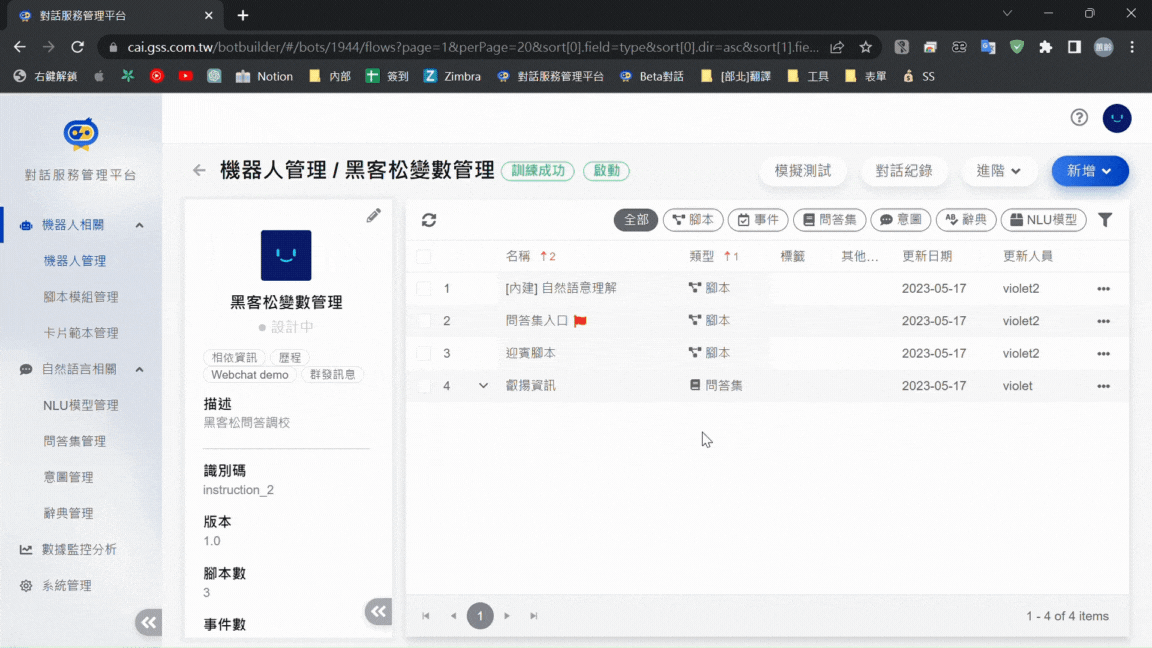 對話服務管理平台
cai.gss.com.tw/botbuilder/#/bots/1944/flows?page=1&perPage=20&sort[0].field=type&sort[0].dir=asc&sort[1].fie...
右鍵解鎖 Notion 內部 簽到 Zimbra 對話服務管理平台 Beta對話 [部北]翻譯 工具 表單 SS
對話服務管理平台
機器人相關
機器人管理
腳本模組管理
卡片範本管理
自然語言相關
NLU模型管理
問答集管理
意圖管理
辭典管理
數據監控分析
系統管理
機器人管理 / 黑客松變數管理 訓練成功 啟動
模擬測試 對話紀錄 進階 新增
黑客松變數管理
設計中
相依資訊 歷程
Webchat demo 群發訊息
描述
黑客松問答調校
識別碼
instruction_2
版本
1.0
腳本數
3
事件數
全部 腳本 事件 問答集 意圖 辭典 NLU模型
名稱 ↑2 類型 ↑1 標籤 其他... 更新日期 更新人員
1 [內建] 自然語意理解 腳本 2023-05-17 violet2
2 問答集入口 腳本 2023-05-17 violet2
3 迎賓腳本 腳本 2023-05-17 violet2
4 叡揚資訊 問答集 2023-05-17 violet
1
1 - 4 of 4 items